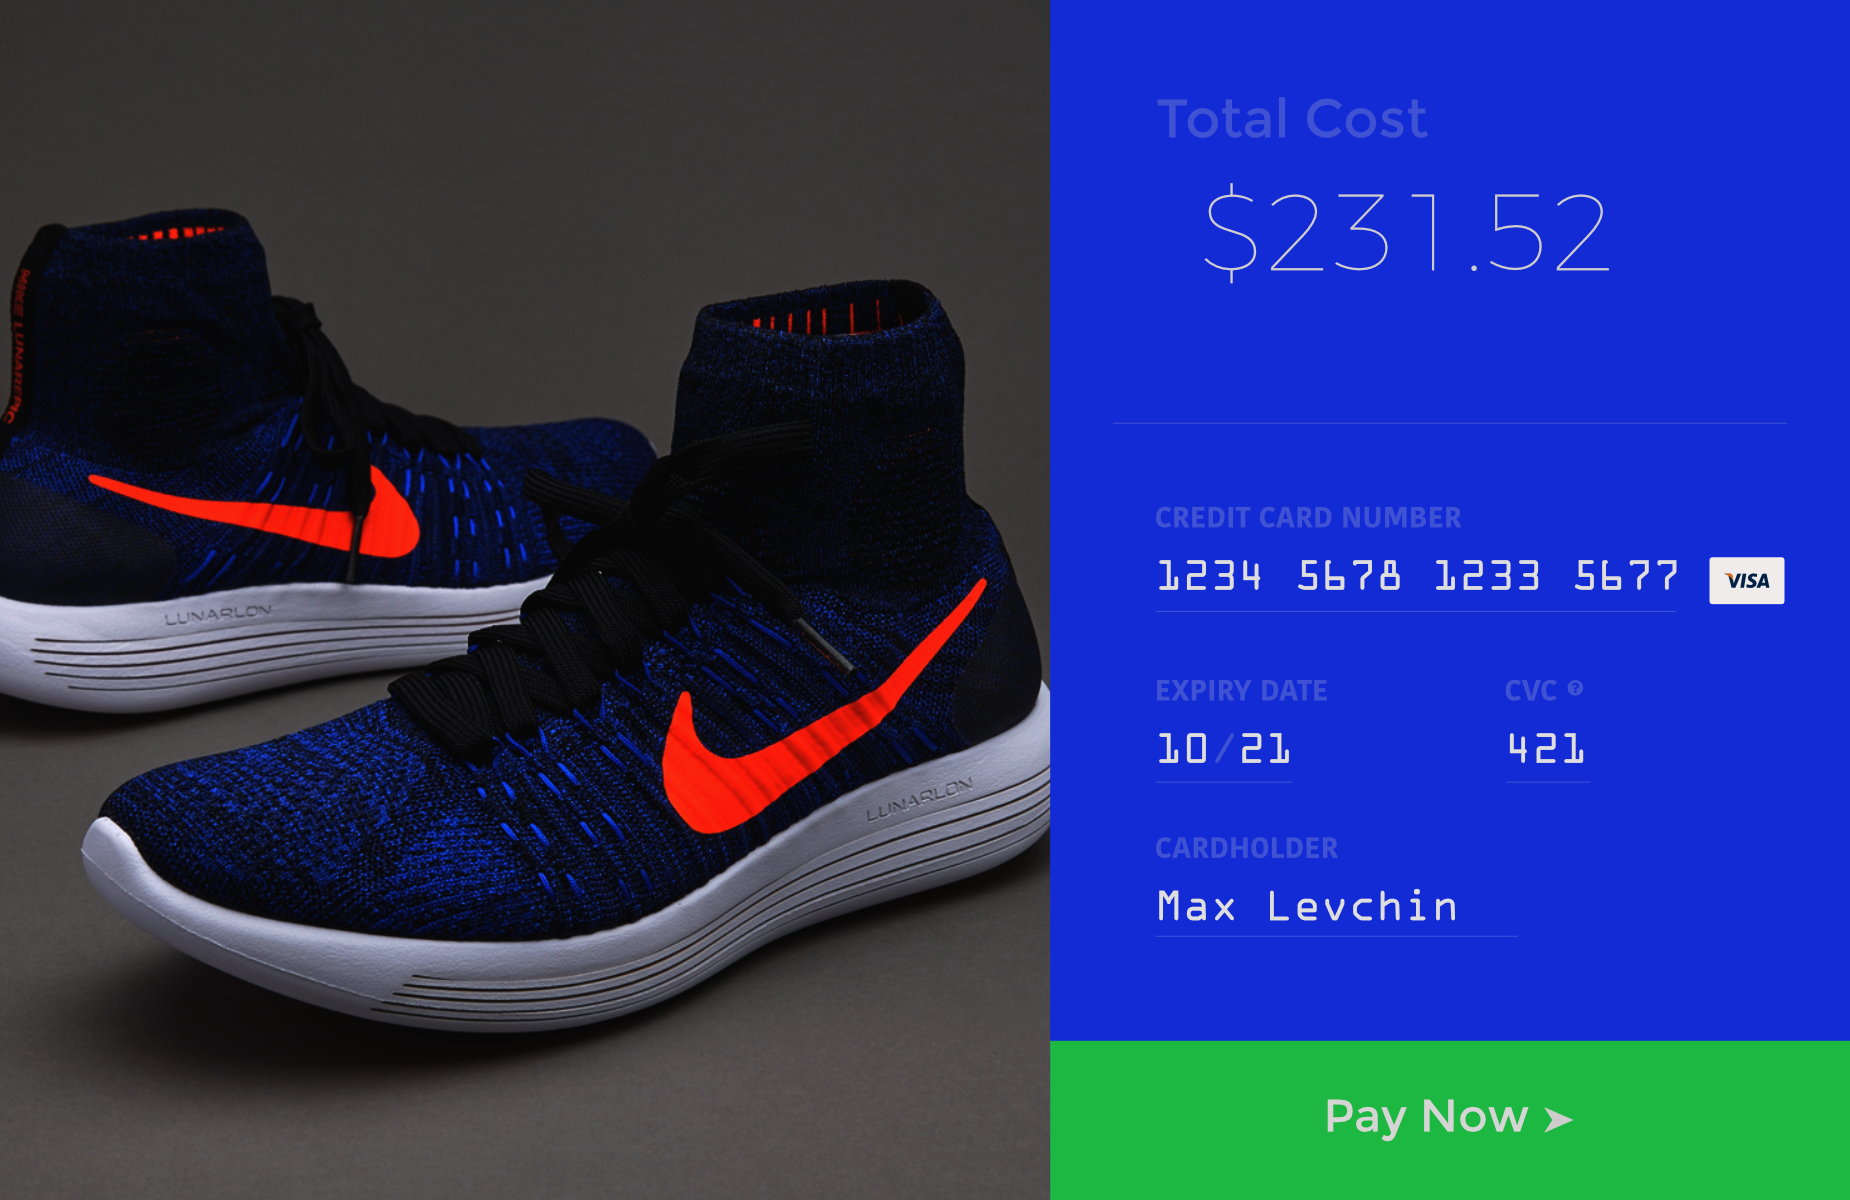 Total Cost
$231.52
CREDIT CARD NUMBER
1234 5678 1233 5677
VISA
EXPIRY DATE
CVC ?
10/21
421
CARDHOLDER
Max Levchin
Pay Now ➤
NIKE LUNAREPIC
LUNARLON
LUNARLON